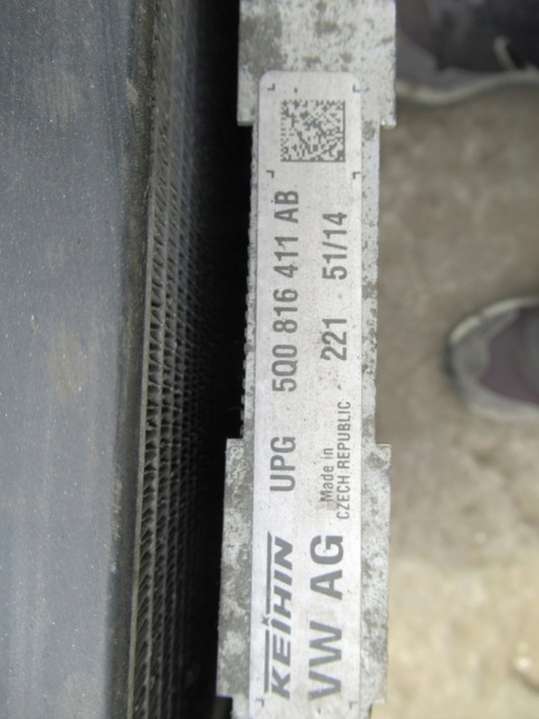 KEIHIN UPG 5Q0 816 411 AB
VW AG Made in
CZECH REPUBLIC 221 51/14